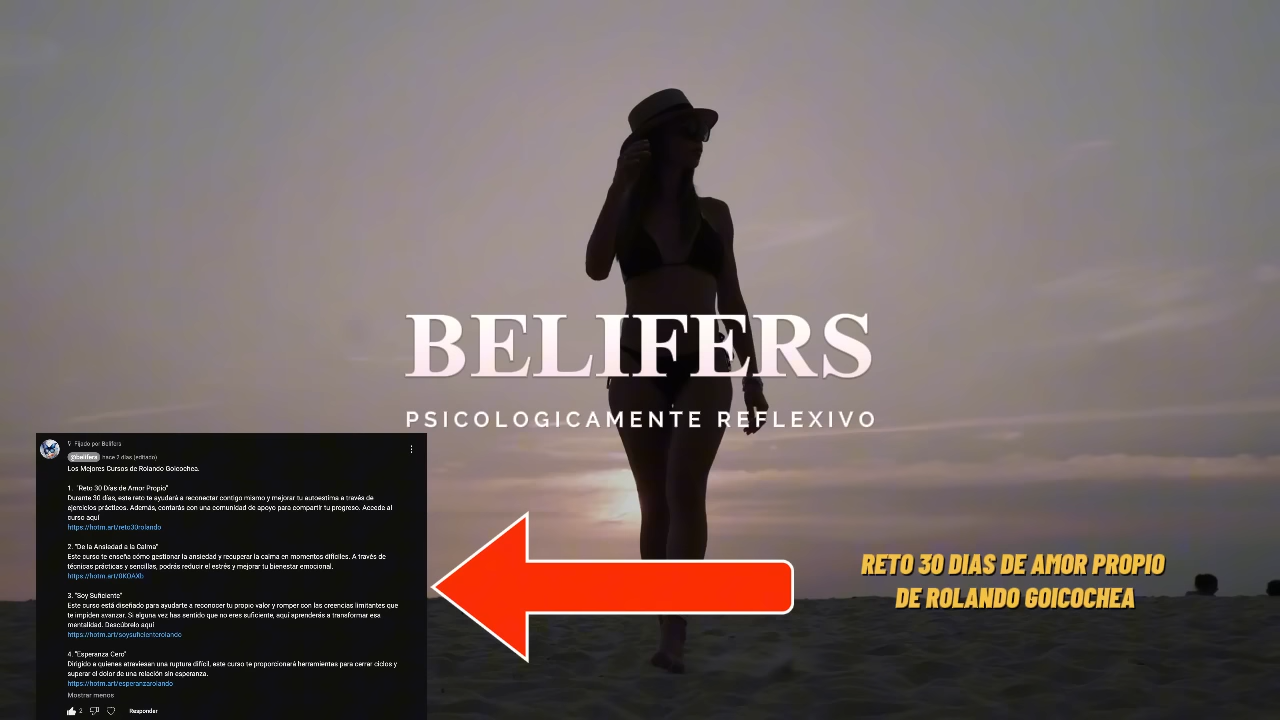 BELIFERS
PSICOLOGICAMENTE REFLEXIVO
Fijado por Belifers
@belifers hace 2 días (editado)
Los Mejores Cursos de Rolando Goicochea.
1. "Reto 30 Días de Amor Propio"
Durante 30 días, este reto te ayudará a reconectar contigo mismo y mejorar tu autoestima a través de
ejercicios prácticos. Además, contarás con una comunidad de apoyo para compartir tu progreso. Accede al
curso aquí
https://hotm.art/reto30rolando
2. "De la Ansiedad a la Calma"
Este curso te enseña cómo gestionar la ansiedad y recuperar la calma en momentos difíciles. A través de
técnicas prácticas y sencillas, podrás reducir el estrés y mejorar tu bienestar emocional.
https://hotm.art/0KOAXb
3. "Soy Suficiente"
Este curso está diseñado para ayudarte a reconocer tu propio valor y romper con las creencias limitantes que
te impiden avanzar. Si alguna vez has sentido que no eres suficiente, aquí aprenderás a transformar esa
mentalidad. Descúbrelo aquí
https://hotm.art/soysuficienterolando
4. "Esperanza Cero"
Dirigido a quienes atraviesan una ruptura difícil, este curso te proporcionará herramientas para cerrar ciclos y
superar el dolor de una relación sin esperanza.
https://hotm.art/esperanzarolando
Mostrar menos
2 Responder
RETO 30 DIAS DE AMOR PROPIO
DE ROLANDO GOICOCHEA